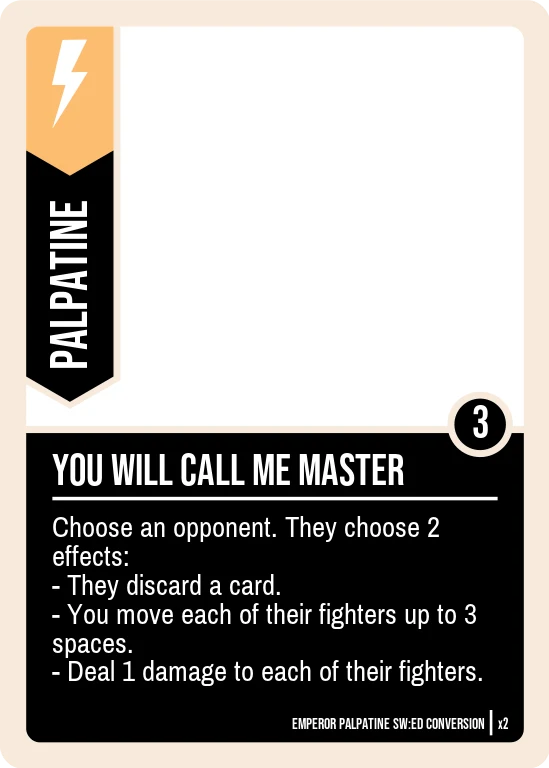 PALPATINE
3
YOU WILL CALL ME MASTER
Choose an opponent. They choose 2
effects:
- They discard a card.
- You move each of their fighters up to 3
spaces.
- Deal 1 damage to each of their fighters.
EMPEROR PALPATINE SW:ED CONVERSION | x2